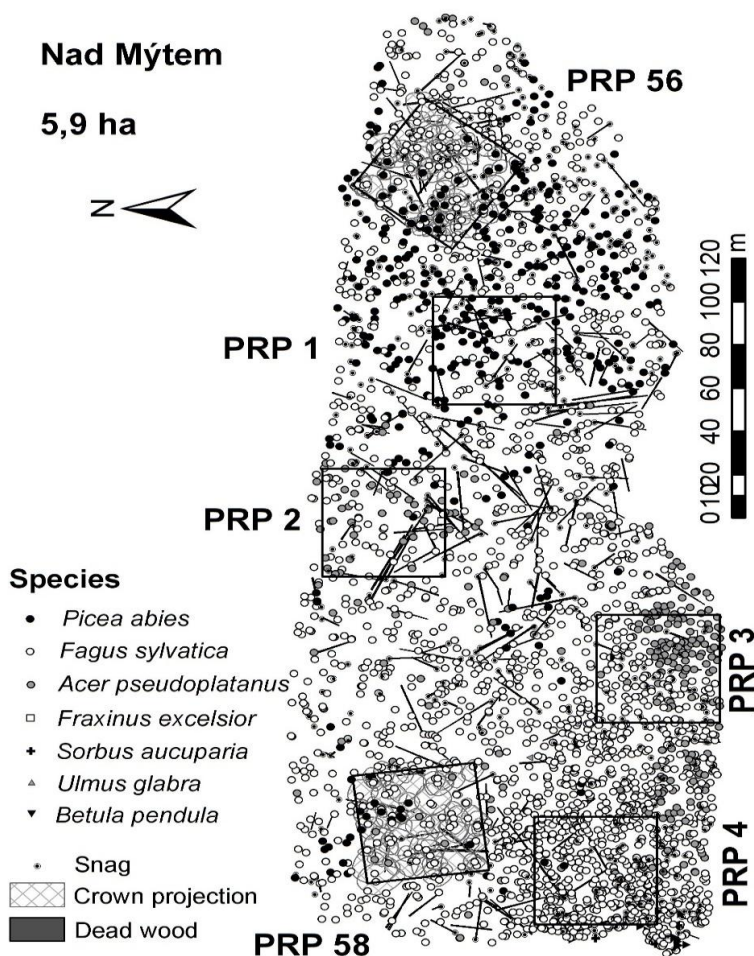 Nad Mýtem
5,9 ha
N
PRP 56
PRP 1
PRP 2
PRP 3
PRP 4
PRP 58
0 10 20 40 60 80 100 120 m
Species
Picea abies
Fagus sylvatica
Acer pseudoplatanus
Fraxinus excelsior
Sorbus aucuparia
Ulmus glabra
Betula pendula
Snag
Crown projection
Dead wood